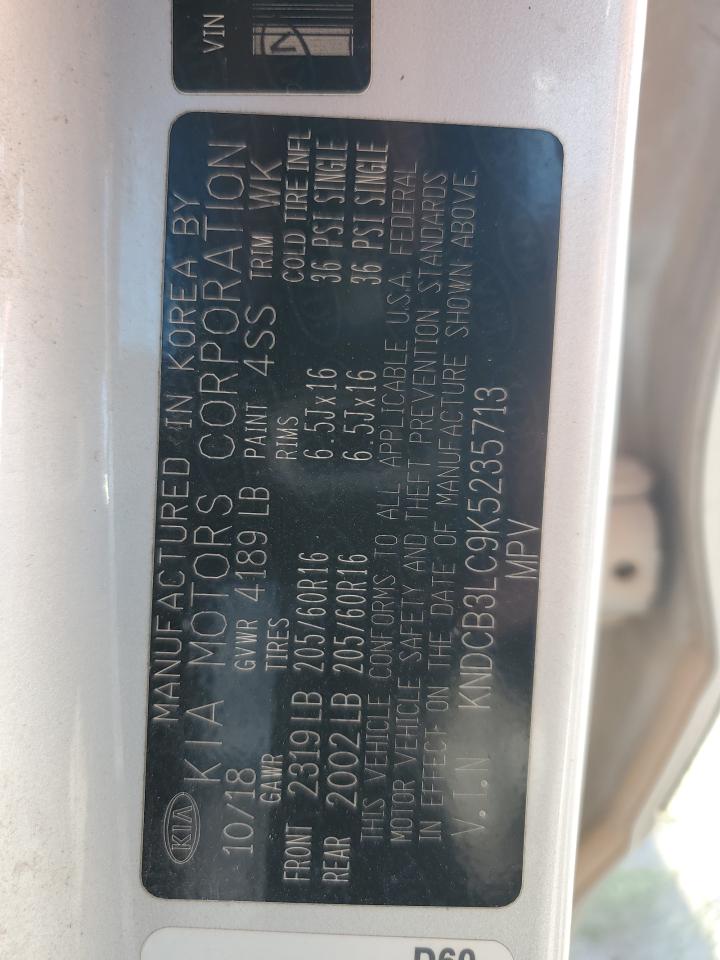 VIN
KIA
MANUFACTURED IN KOREA BY
KIA MOTORS CORPORATION
10/18 GVWR 4189 LB PAINT 4SS TRIM WK
GAWR TIRES RIMS COLD TIRE INFL
FRONT 2319 LB 205/60R16 6.5Jx16 36 PSI SINGLE
REAR 2002 LB 205/60R16 6.5Jx16 36 PSI SINGLE
THIS VEHICLE CONFORMS TO ALL APPLICABLE U.S.A. FEDERAL
MOTOR VEHICLE SAFETY AND THEFT PREVENTION STANDARDS
IN EFFECT ON THE DATE OF MANUFACTURE SHOWN ABOVE.
V.I.N KNDCB3LC9K5235713
MPV
D60